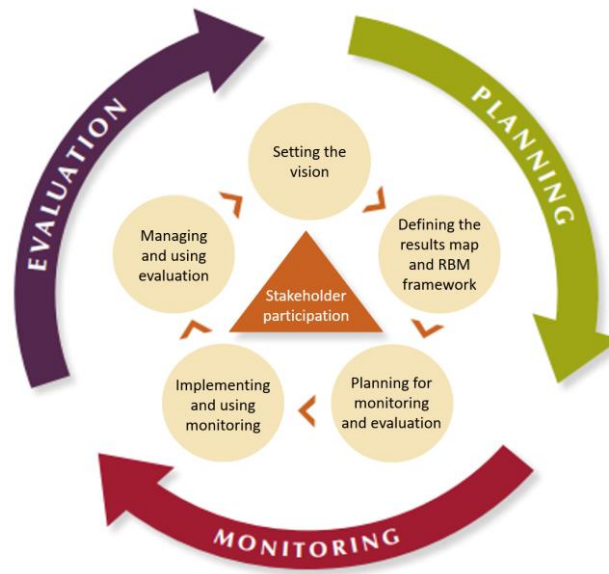 EVALUATION
PLANNING
Setting the
vision
Defining the
results map
and RBM
framework
Managing
and using
evaluation
Stakeholder
participation
Planning for
monitoring
and evaluation
Implementing
and using
monitoring
MONITORING